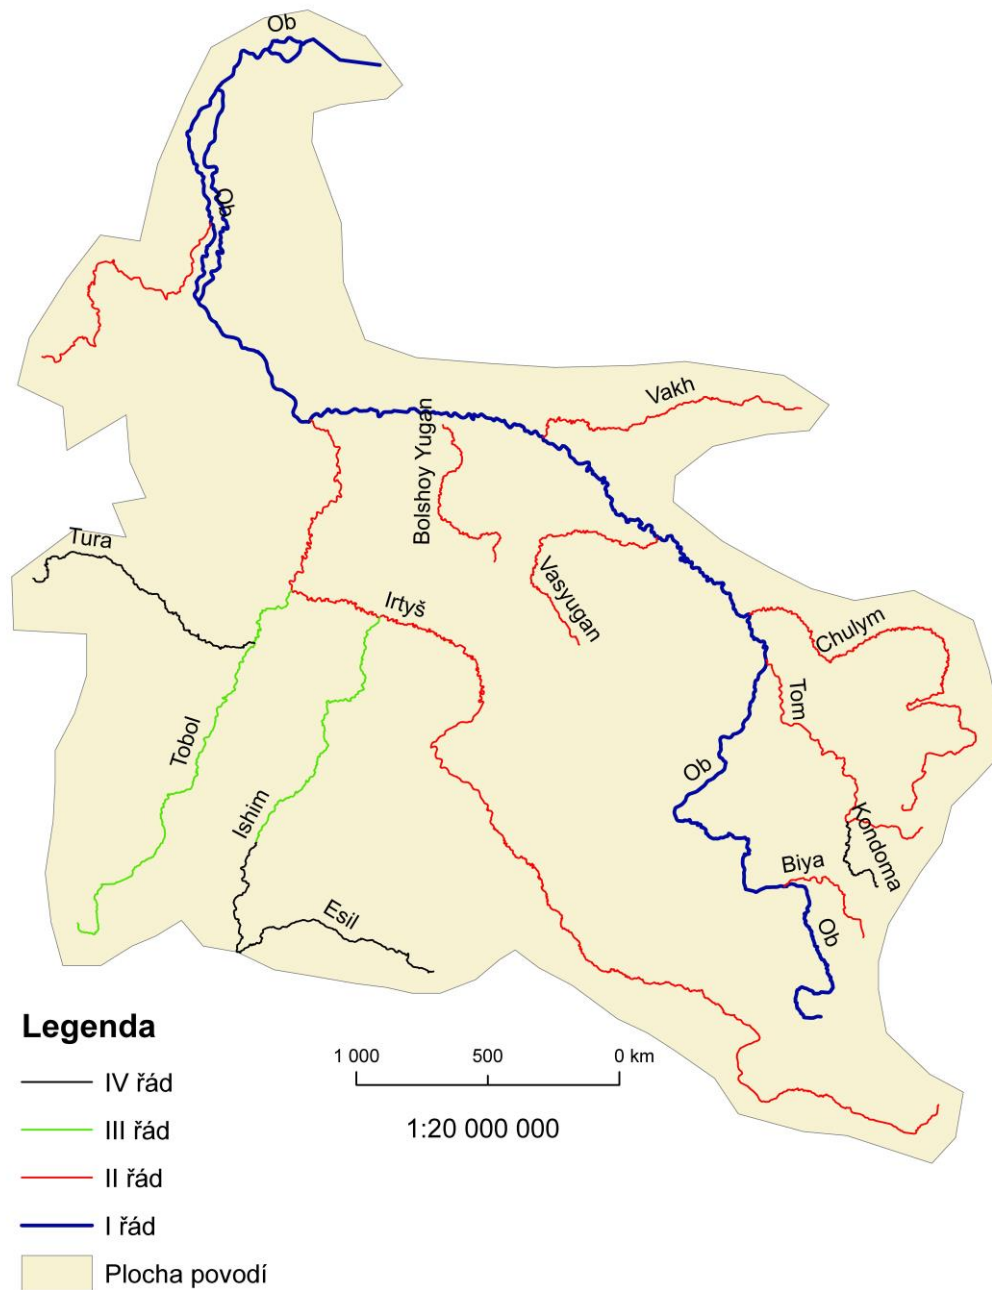 Ob
Ob
Vakh
Bolshoy Yugan
Tura
Vasyugan
Irtyš
Chulym
Tom
Tobol
Ob
Ishim
Kondoma
Biya
Esil
Ob
Legenda
IV řád
III řád
II řád
I řád
Plocha povodí
1 000 500 0 km
1:20 000 000